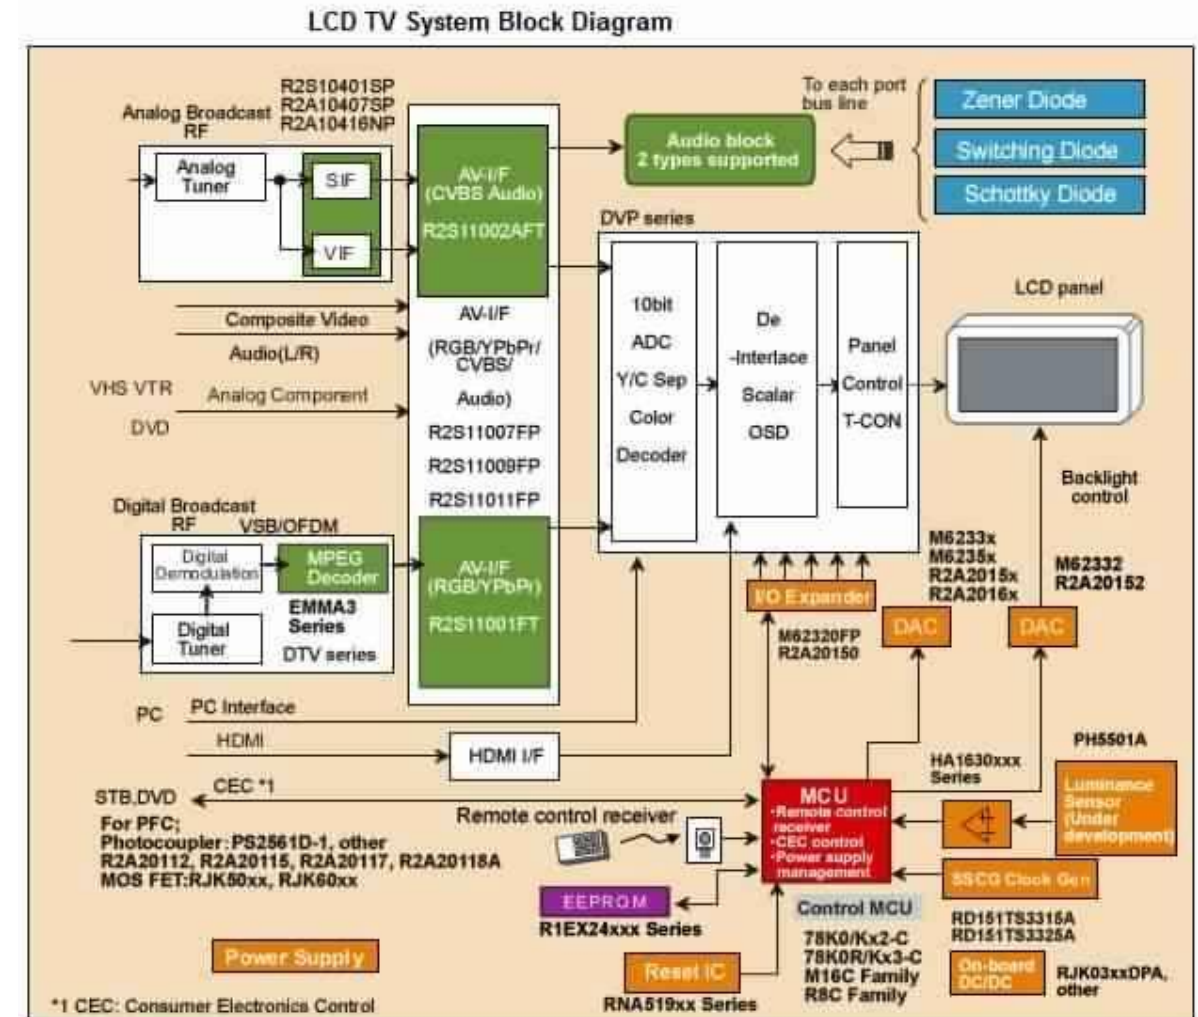 LCD TV System Block Diagram
R2S10401SP
R2A10407SP
R2A10416NP
Analog Broadcast
RF
Analog
Tuner
SIF
VIF
AV-I/F
(CVBS Audio)
R2S11002AFT
Audio block
2 types supported
To each port
bus line
Zener Diode
Switching Diode
Schottky Diode
DVP series
10bit
ADC
Y/C Sep
Color
Decoder
De
-Interlace
Scalar
OSD
Panel
Control
T-CON
LCD panel
Composite Video
Audio(L/R)
VHS VTR
Analog Component
DVD
AV-I/F
(RGB/YPbPr/
CVBS/
Audio)
R2S11007FP
R2S11009FP
R2S11011FP
Backlight
control
Digital Broadcast
RF
VSB/OFDM
Digital
Demodulation
MPEG
Decoder
EMMA3
Series
Digital
Tuner
DTV series
AV-I/F
(RGB/YPbPr)
R2S11001FT
I/O Expander
M62320FP
R2A20150
M6233x
M6235x
R2A2015x
R2A2016x
DAC
M62332
R2A20152
DAC
PC
PC Interface
HDMI
HDMI I/F
STB,DVD
CEC *1
For PFC;
Photocoupler: PS2561D-1, other
R2A20112, R2A20115, R2A20117, R2A20118A
MOS FET:RJK50xx, RJK60xx
Remote control receiver
MCU
•Remote control
receiver
•CEC control
•Power supply
management
HA1630xxx
Series
PH5501A
Luminance
Sensor
(Under
development)
SSCG Clock Gen
RD151TS3315A
RD151TS3325A
EEPROM
R1EX24xxx Series
Control MCU
78K0/Kx2-C
78K0R/Kx3-C
M16C Family
R8C Family
Power Supply
Reset IC
RNA519xx Series
On-board
DC/DC
RJK03xxDPA,
other
*1 CEC: Consumer Electronics Control